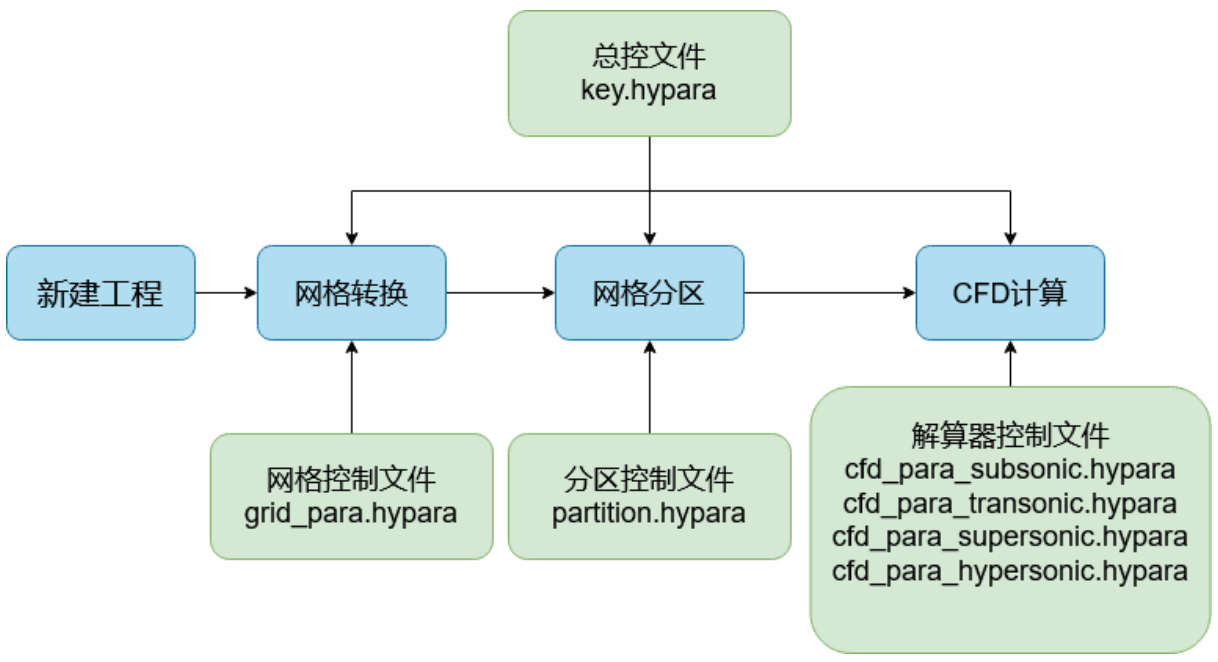 总控文件
key.hypara
新建工程
网格转换
网格分区
CFD计算
网格控制文件
grid_para.hypara
分区控制文件
partition.hypara
解算器控制文件
cfd_para_subsonic.hypara
cfd_para_transonic.hypara
cfd_para_supersonic.hypara
cfd_para_hypersonic.hypara